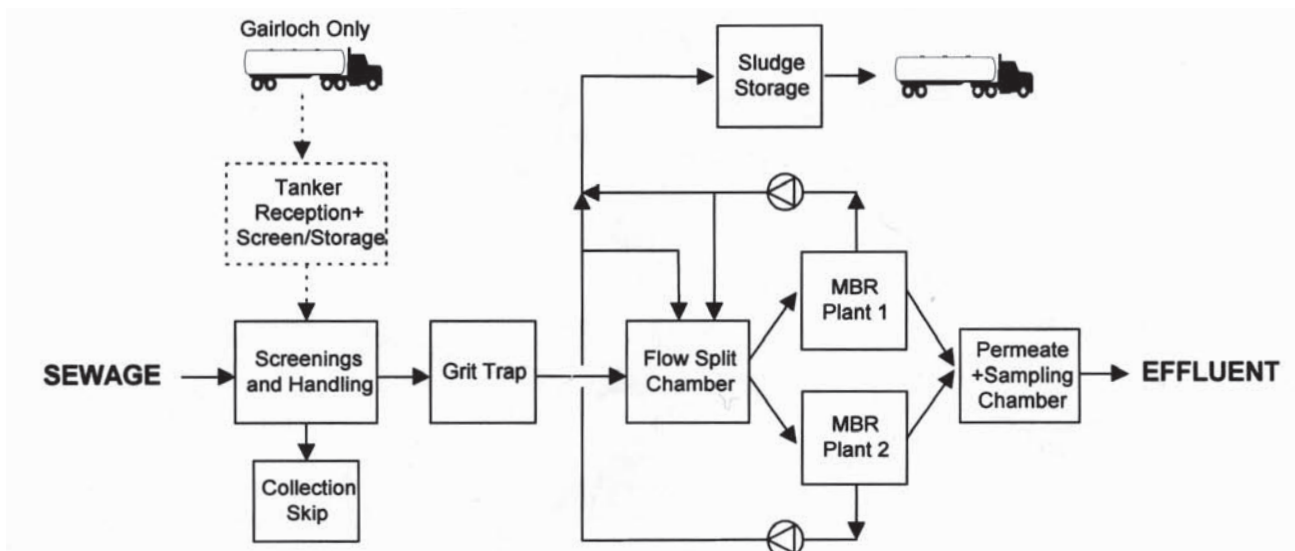 Gairloch Only
Sludge
Storage
Tanker
Reception+
Screen/Storage
MBR
Plant 1
SEWAGE
Screenings
and Handling
Grit Trap
Flow Split
Chamber
Permeate
+Sampling
Chamber
EFFLUENT
MBR
Plant 2
Collection
Skip